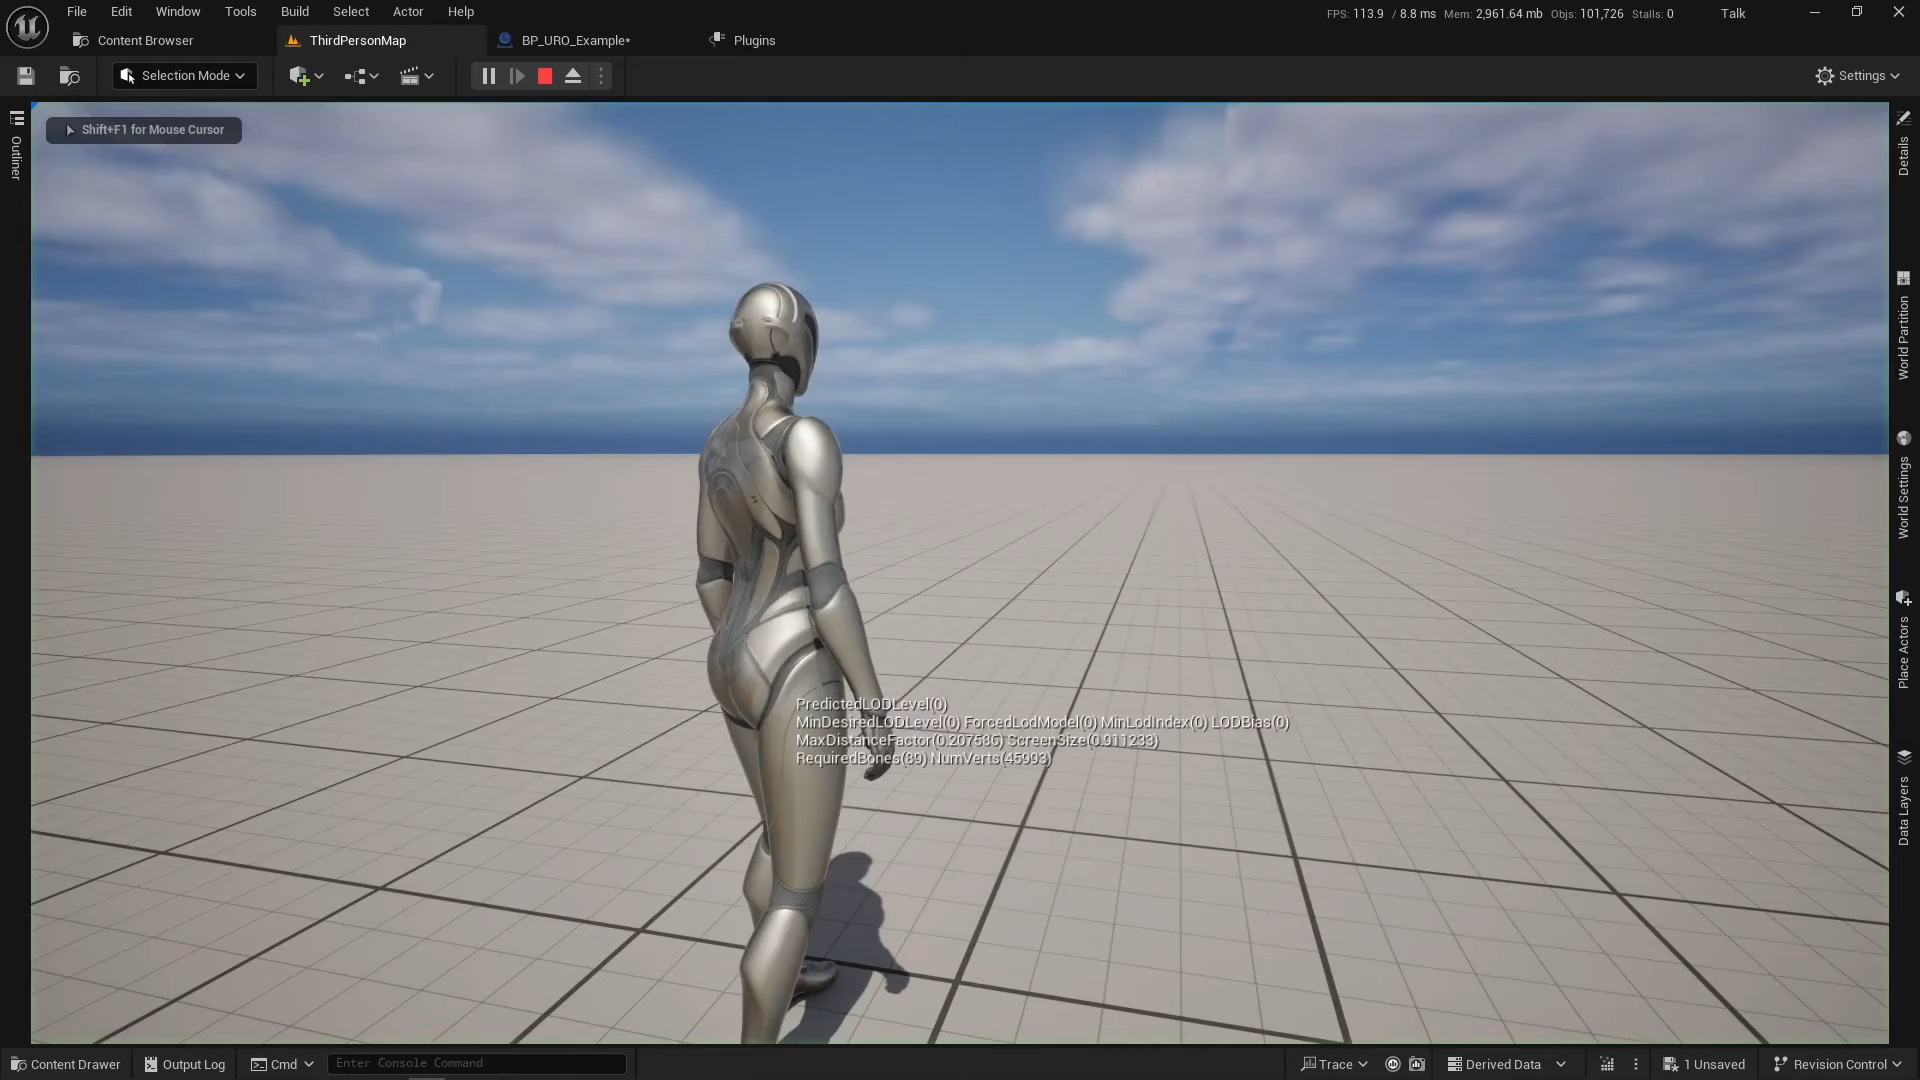 File Edit Window Tools Build Select Actor Help
FPS: 113.9 / 8.8 ms Mem: 2,961.64 mb Objs: 101,726 Stalls: 0 Talk
Content Browser ThirdPersonMap BP_URO_Example* Plugins
Selection Mode
Settings
Shift+F1 for Mouse Cursor
Outliner
Details
World Partition
World Settings
Place Actors
Data Layers
PredictedLODLevel(0)
MinDesiredLODLevel(0) ForcedLodModel(0) MinLodIndex(0) LODBias(0)
MaxDistanceFactor(0.207586) ScreenSize(0.911233)
RequiredBones(89) NumVerts(45993)
Content Drawer Output Log Cmd Enter Console Command Trace Derived Data 1 Unsaved Revision Control